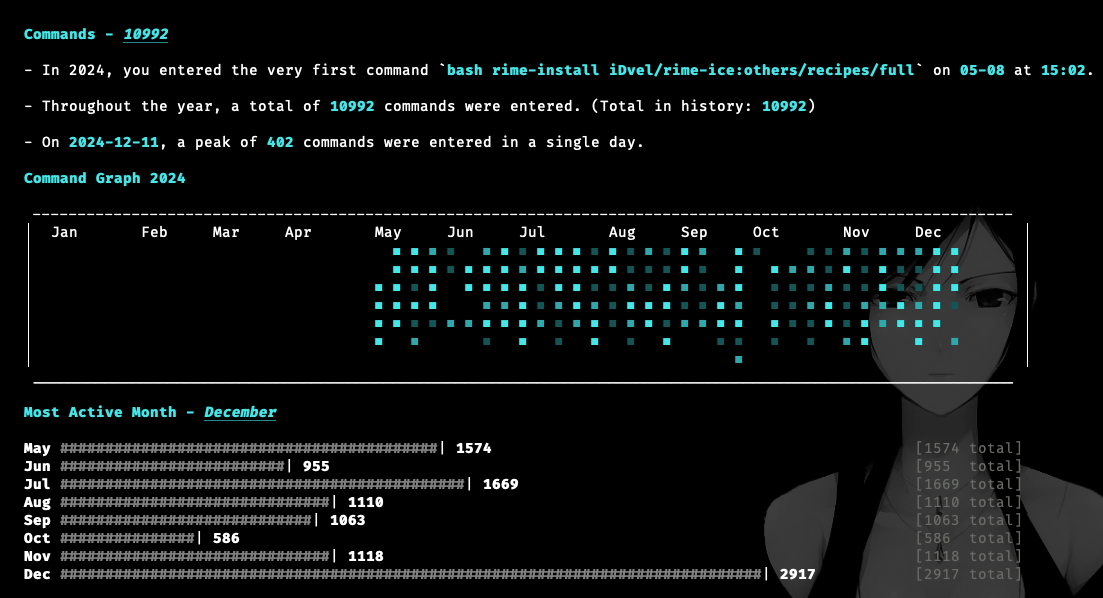 Commands - 10992
- In 2024, you entered the very first command `bash rime-install iDvel/rime-ice:others/recipes/full` on 05-08 at 15:02.
- Throughout the year, a total of 10992 commands were entered. (Total in history: 10992)
- On 2024-12-11, a peak of 402 commands were entered in a single day.
Command Graph 2024
Jan Feb Mar Apr May Jun Jul Aug Sep Oct Nov Dec
Most Active Month - December
May ##########################################| 1574 [1574 total]
Jun #########################| 955 [955  total]
Jul #############################################| 1669 [1669 total]
Aug ##############################| 1110 [1110 total]
Sep ############################| 1063 [1063 total]
Oct ###############| 586 [586  total]
Nov ##############################| 1118 [1118 total]
Dec ##############################################################################| 2917 [2917 total]